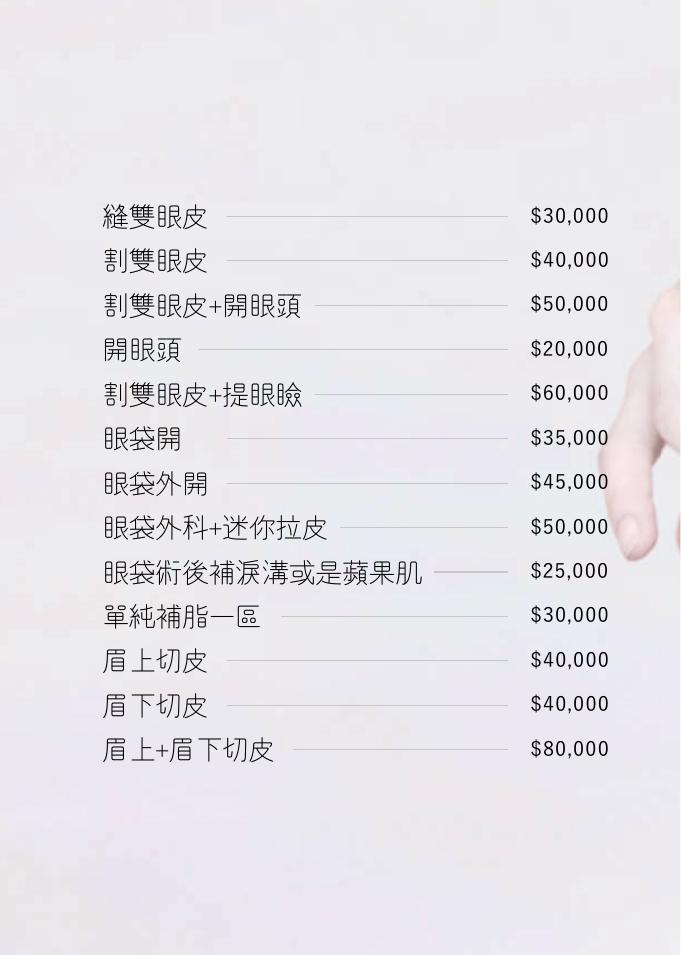 縫雙眼皮 $30,000
割雙眼皮 $40,000
割雙眼皮+開眼頭 $50,000
開眼頭 $20,000
割雙眼皮+提眼瞼 $60,000
眼袋開 $35,000
眼袋外開 $45,000
眼袋外科+迷你拉皮 $50,000
眼袋術後補淚溝或是蘋果肌 $25,000
單純補脂一區 $30,000
眉上切皮 $40,000
眉下切皮 $40,000
眉上+眉下切皮 $80,000